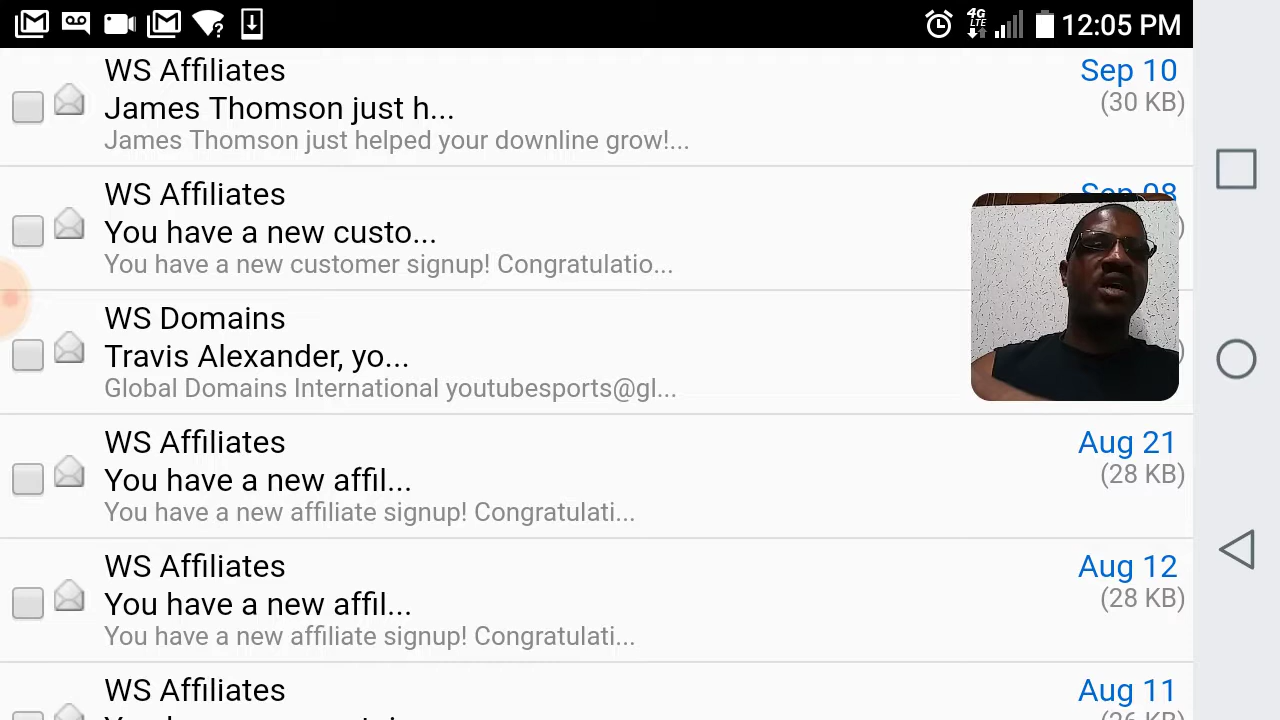 4G
LTE
12:05 PM
WS Affiliates
Sep 10
James Thomson just h...
(30 KB)
James Thomson just helped your downline grow!...
WS Affiliates
Sep 08
You have a new custo...
You have a new customer signup! Congratulatio...
WS Domains
Travis Alexander, yo...
Global Domains International youtubesports@gl...
WS Affiliates
Aug 21
You have a new affil...
(28 KB)
You have a new affiliate signup! Congratulati...
WS Affiliates
Aug 12
You have a new affil...
(28 KB)
You have a new affiliate signup! Congratulati...
WS Affiliates
Aug 11